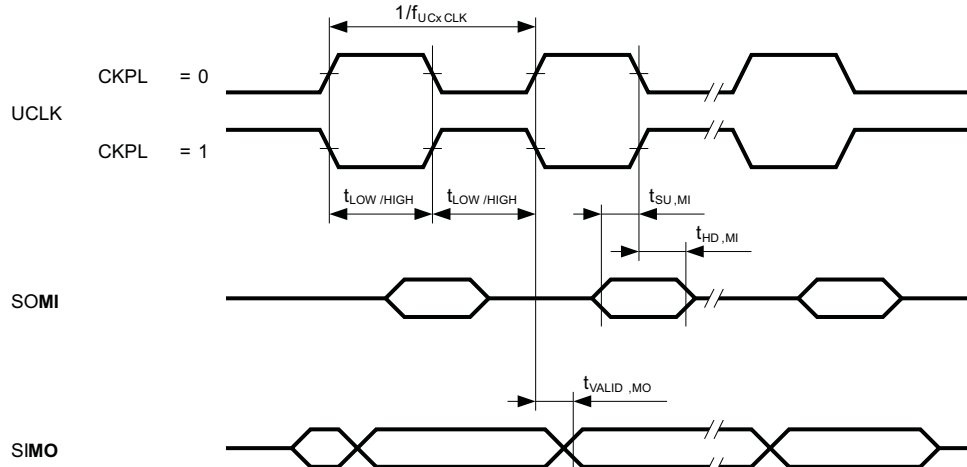 1/fUCxCLK
CKPL = 0
UCLK
CKPL = 1
tLOW/HIGH tLOW/HIGH tSU,MI
tHD,MI
SOMI
tVALID,MO
SIMO